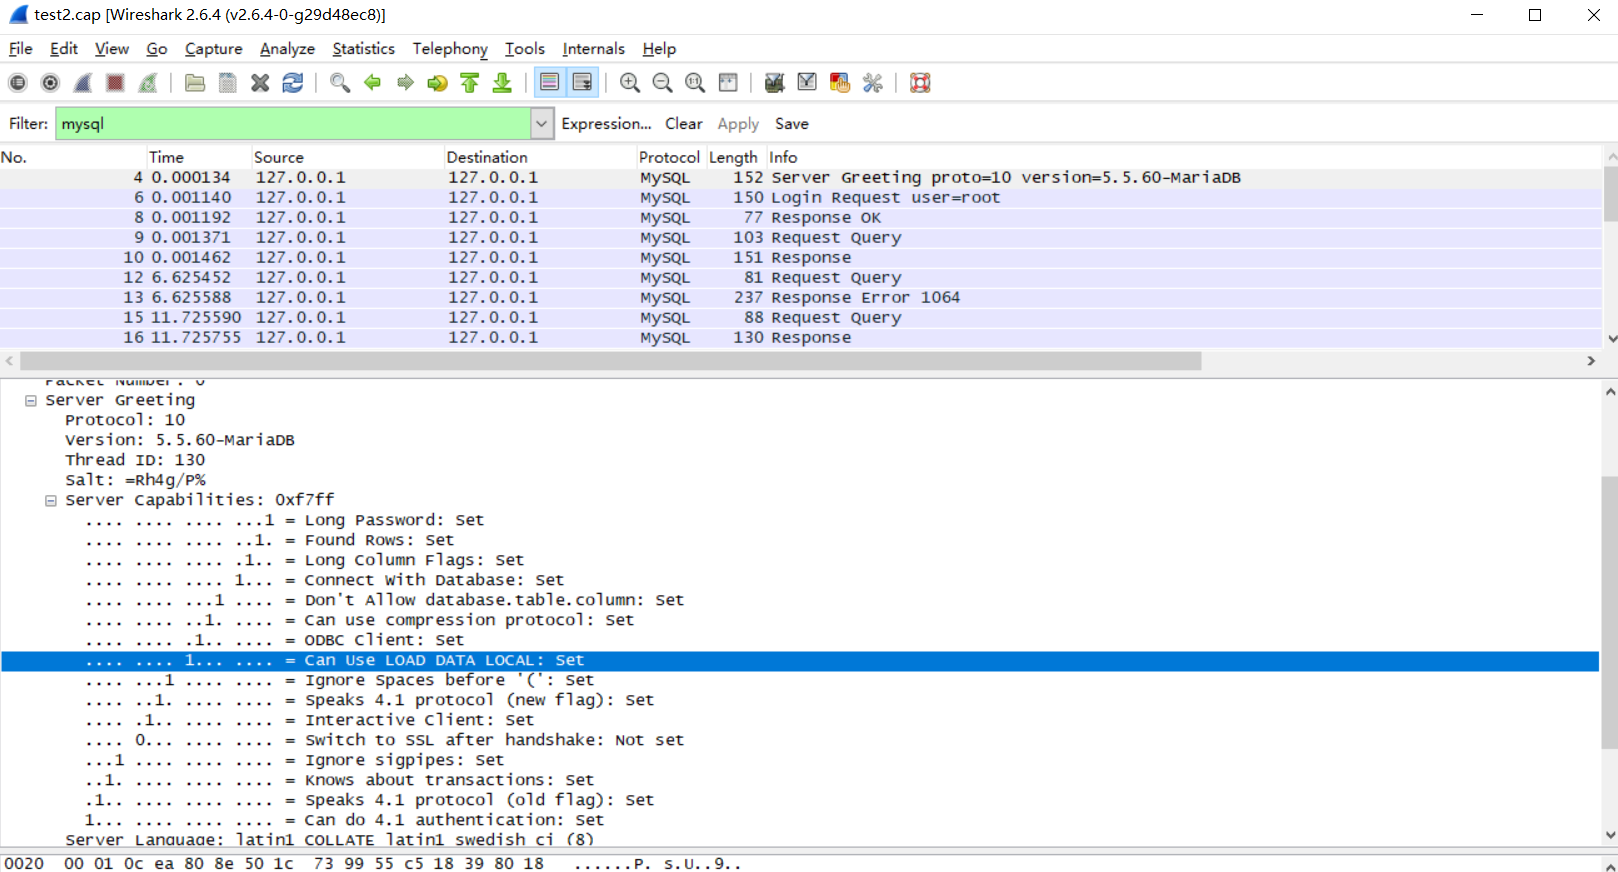 test2.cap [Wireshark 2.6.4 (v2.6.4-0-g29d48ec8)]
File Edit View Go Capture Analyze Statistics Telephony Tools Internals Help
Filter: mysql Expression... Clear Apply Save
No. Time Source Destination Protocol Length Info
4 0.000134 127.0.0.1 127.0.0.1 MySQL 152 Server Greeting proto=10 version=5.5.60-MariaDB
6 0.001140 127.0.0.1 127.0.0.1 MySQL 150 Login Request user=root
8 0.001192 127.0.0.1 127.0.0.1 MySQL 77 Response OK
9 0.001371 127.0.0.1 127.0.0.1 MySQL 103 Request Query
10 0.001462 127.0.0.1 127.0.0.1 MySQL 151 Response
12 6.625452 127.0.0.1 127.0.0.1 MySQL 81 Request Query
13 6.625588 127.0.0.1 127.0.0.1 MySQL 237 Response Error 1064
15 11.725590 127.0.0.1 127.0.0.1 MySQL 88 Request Query
16 11.725755 127.0.0.1 127.0.0.1 MySQL 130 Response
Packet Number: 0
Server Greeting
Protocol: 10
Version: 5.5.60-MariaDB
Thread ID: 130
Salt: =Rh4g/P%
Server Capabilities: 0xf7ff
.... .... .... ...1 = Long Password: Set
.... .... .... ..1. = Found Rows: Set
.... .... .... .1.. = Long Column Flags: Set
.... .... .... 1... = Connect With Database: Set
.... .... ...1 .... = Don't Allow database.table.column: Set
.... .... ..1. .... = Can use compression protocol: Set
.... .... .1.. .... = ODBC Client: Set
.... .... 1... .... = Can Use LOAD DATA LOCAL: Set
.... ...1 .... .... = Ignore Spaces before '(': Set
.... ..1. .... .... = Speaks 4.1 protocol (new flag): Set
.... .1.. .... .... = Interactive Client: Set
.... 0... .... .... = Switch to SSL after handshake: Not set
...1 .... .... .... = Ignore sigpipes: Set
..1. .... .... .... = Knows about transactions: Set
.1.. .... .... .... = Speaks 4.1 protocol (old flag): Set
1... .... .... .... = Can do 4.1 authentication: Set
Server Language: latin1 COLLATE latin1_swedish_ci (8)
0020 00 01 0c ea 80 8e 50 1c 73 99 55 c5 18 39 80 18 ......P. s.U..9..